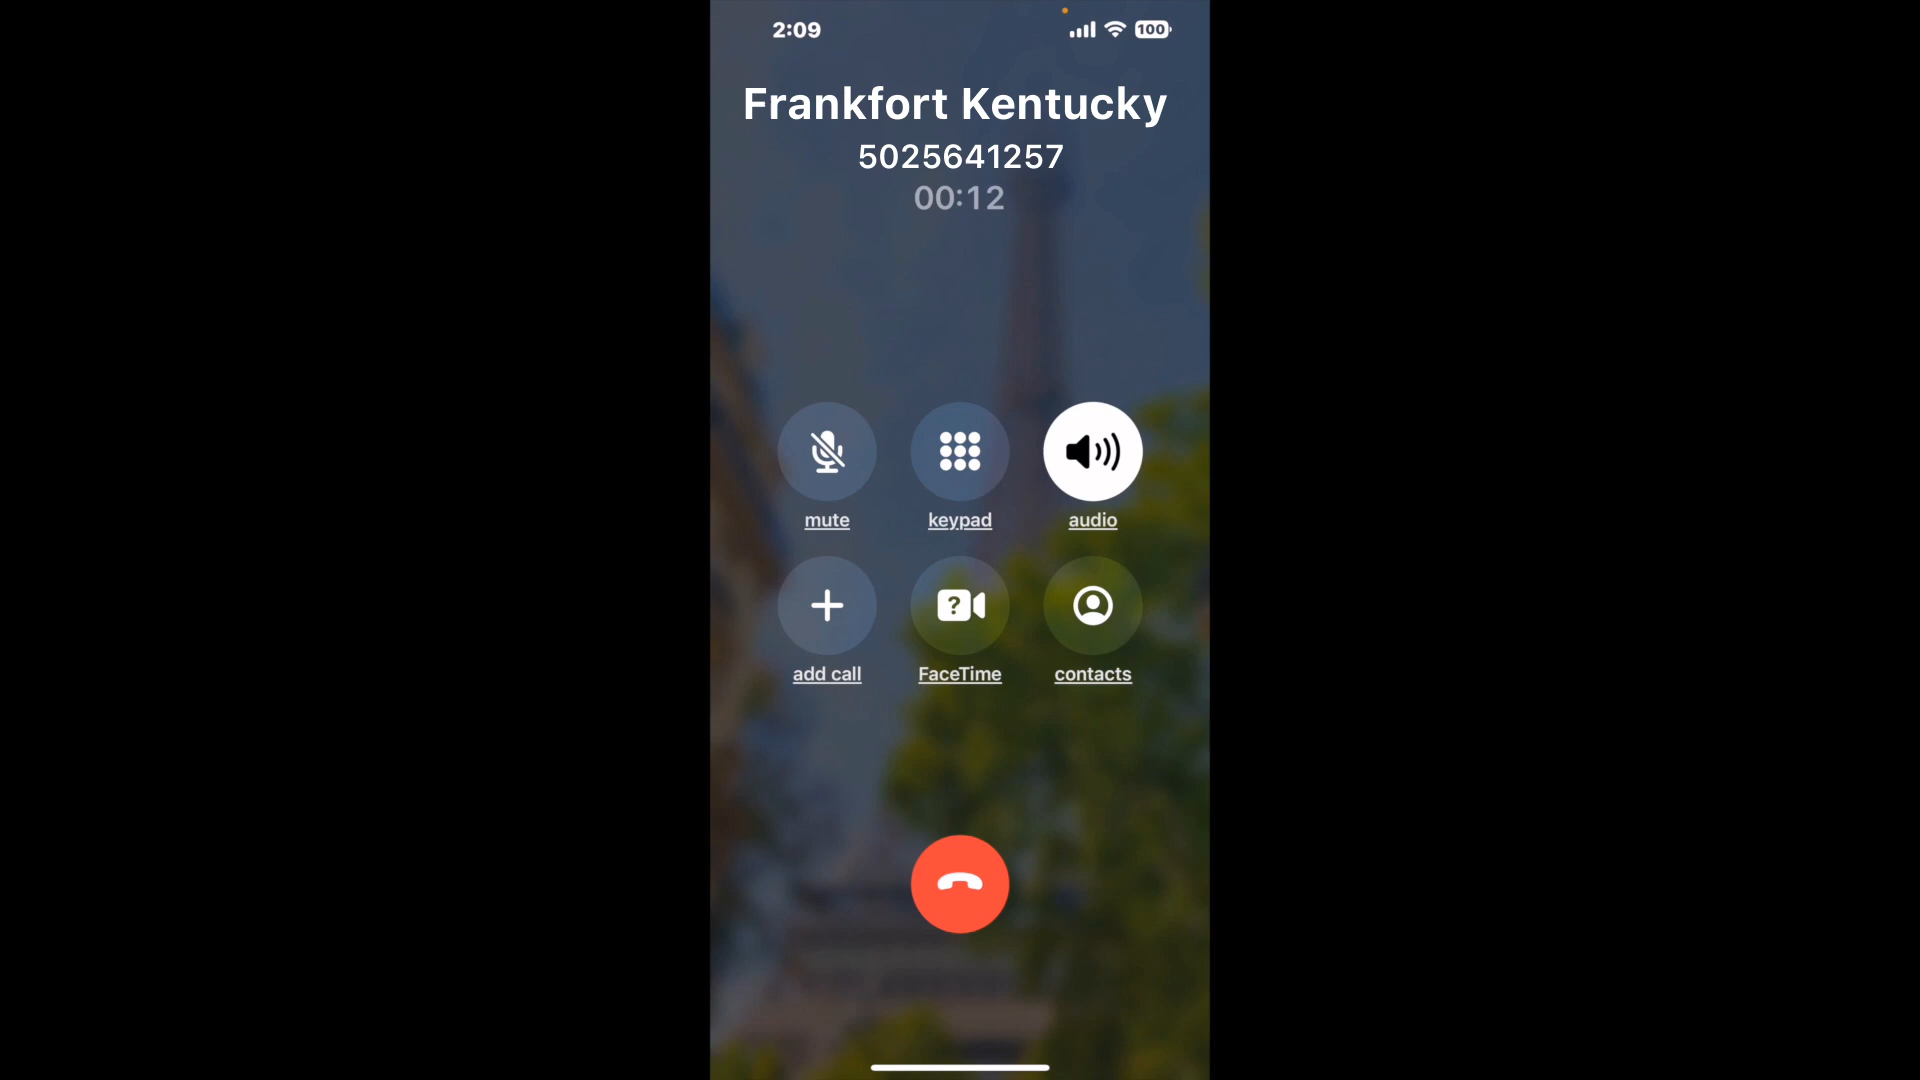 2:09
100
Frankfort Kentucky
5025641257
00:12
mute
keypad
audio
?
add call
FaceTime
contacts